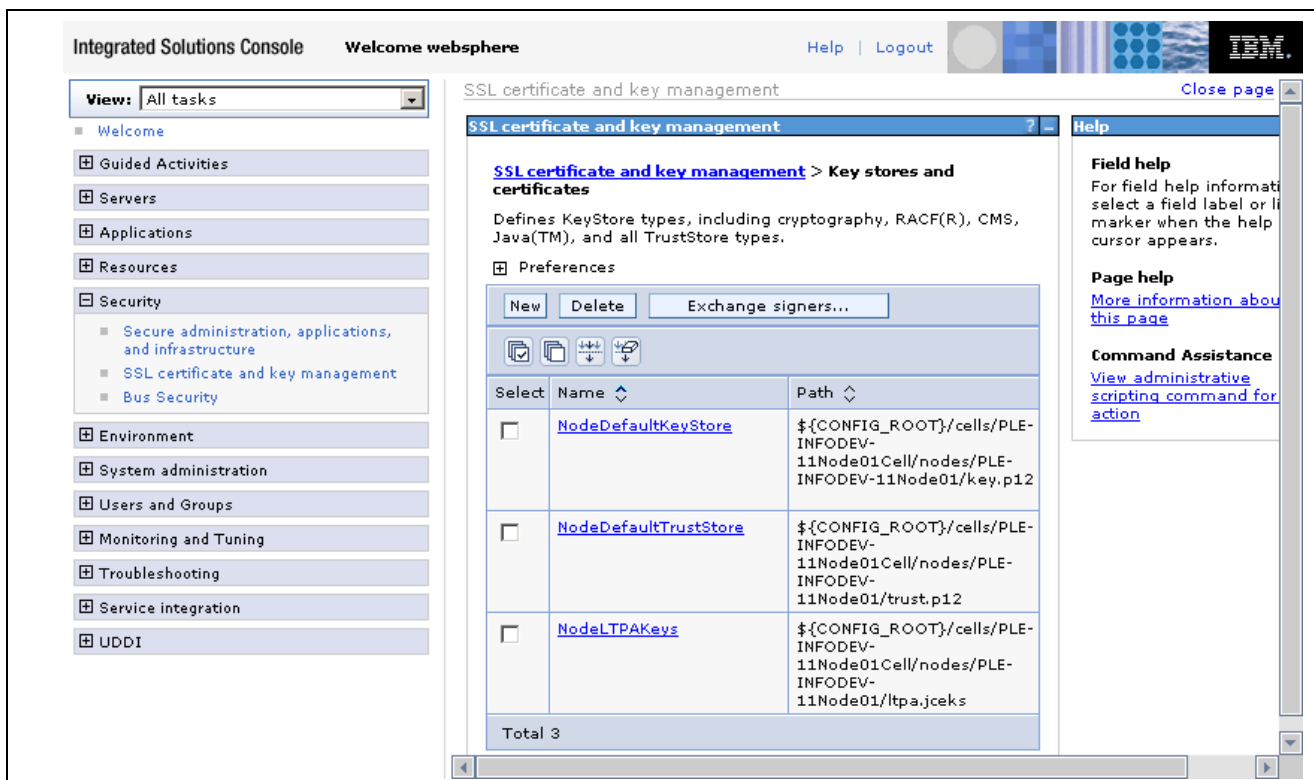 Integrated Solutions Console Welcome websphere Help | Logout IBM.
View: All tasks
Welcome
Guided Activities
Servers
Applications
Resources
Security
Secure administration, applications,
and infrastructure
SSL certificate and key management
Bus Security
Environment
System administration
Users and Groups
Monitoring and Tuning
Troubleshooting
Service integration
UDDI
SSL certificate and key management Close page
SSL certificate and key management ? -
SSL certificate and key management > Key stores and
certificates
Defines KeyStore types, including cryptography, RACF(R), CMS,
Java(TM), and all TrustStore types.
Preferences
New Delete Exchange signers...
Select Name Path
NodeDefaultKeyStore ${CONFIG_ROOT}/cells/PLE-
INFODEV-
11Node01Cell/nodes/PLE-
INFODEV-11Node01/key.p12
NodeDefaultTrustStore ${CONFIG_ROOT}/cells/PLE-
INFODEV-
11Node01Cell/nodes/PLE-
INFODEV-
11Node01/trust.p12
NodeLTPAKeys ${CONFIG_ROOT}/cells/PLE-
INFODEV-
11Node01Cell/nodes/PLE-
INFODEV-
11Node01/ltpa.jceks
Total 3
Help
Field help
For field help informati
select a field label or li
marker when the help
cursor appears.
Page help
More information abou
this page
Command Assistance
View administrative
scripting command for
action